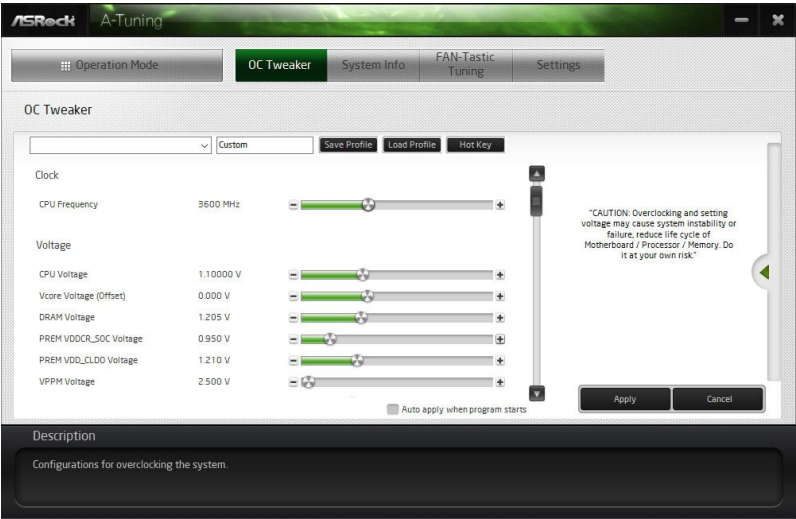 ASRock A-Tuning
Operation Mode
OC Tweaker
System Info
FAN-Tastic
Tuning
Settings
OC Tweaker
Custom
Save Profile
Load Profile
Hot Key
Clock
CPU Frequency 3600 MHz
Voltage
CPU Voltage 1.10000 V
Vcore Voltage (Offset) 0.000 V
DRAM Voltage 1.205 V
PREM VDDCR_SOC Voltage 0.950 V
PREM VDD_CLDO Voltage 1.210 V
VPPM Voltage 2.500 V
Auto apply when program starts
"CAUTION: Overclocking and setting
voltage may cause system instability or
failure, reduce life cycle of
Motherboard / Processor / Memory. Do
it at your own risk."
Apply
Cancel
Description
Configurations for overclocking the system.